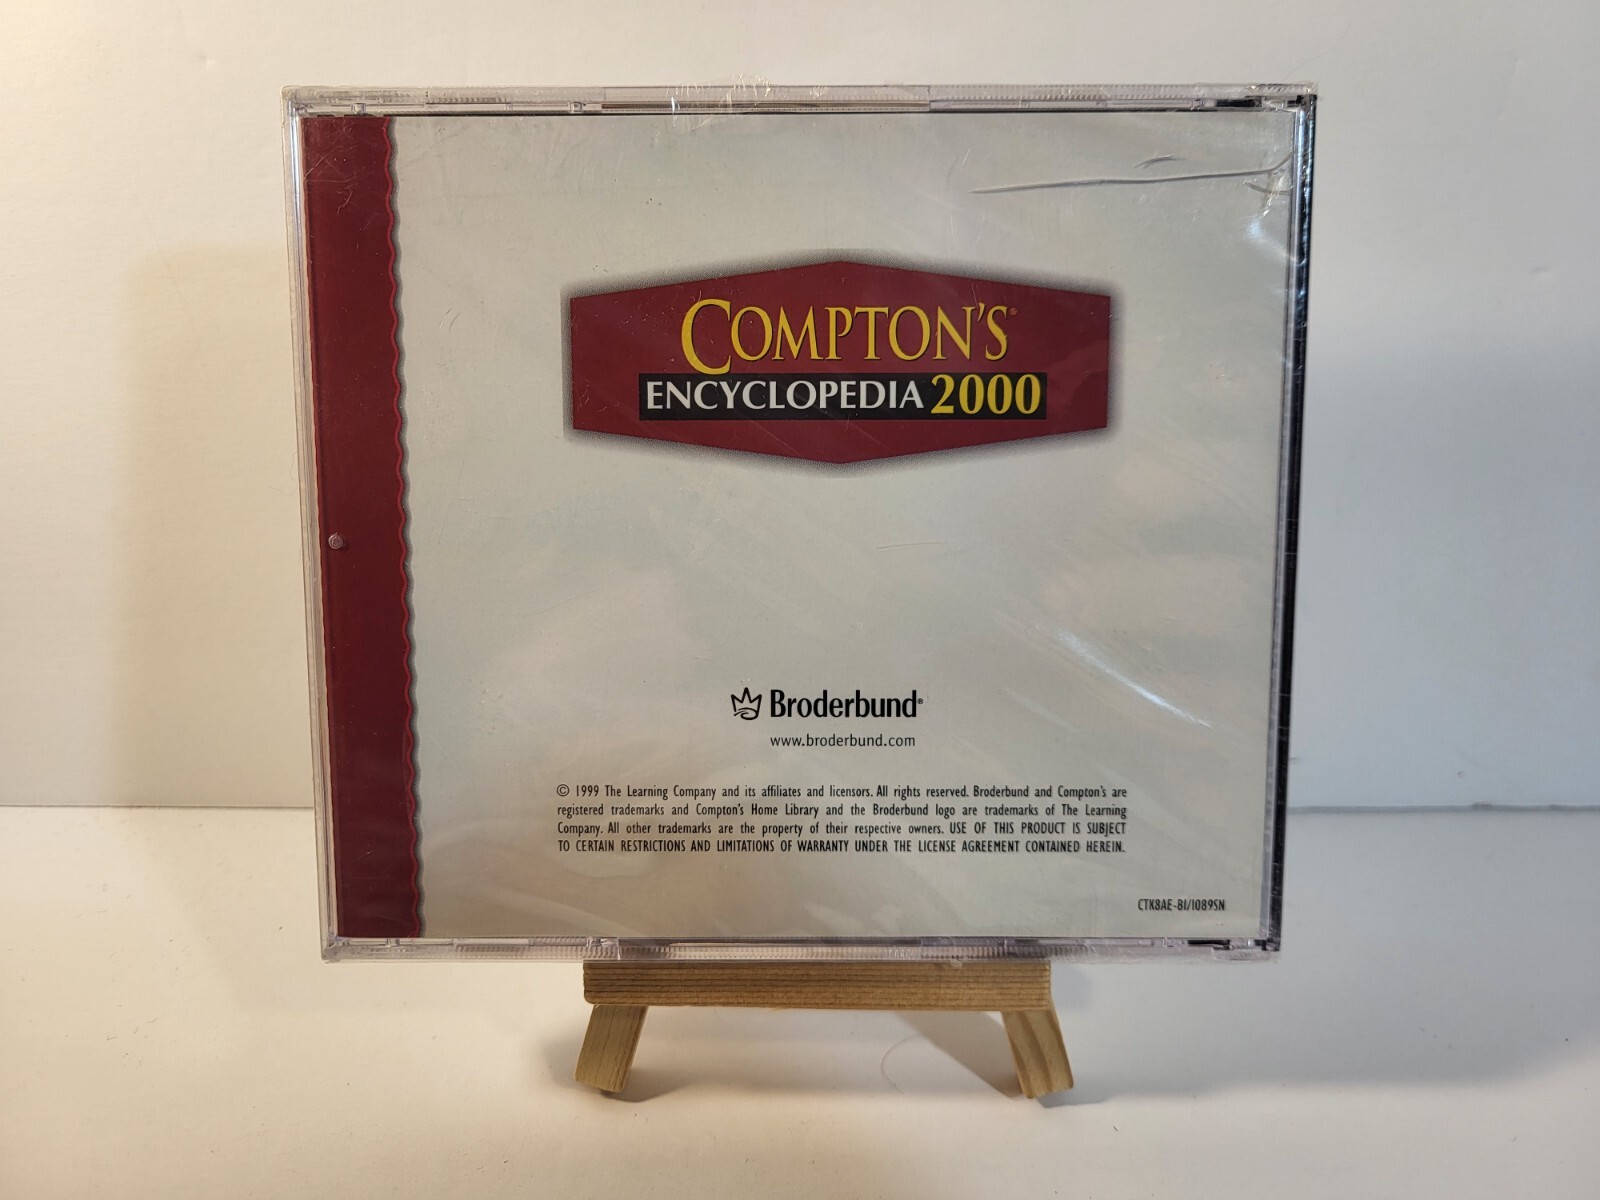 COMPTON'S®
ENCYCLOPEDIA 2000
Broderbund®
www.broderbund.com
© 1999 The Learning Company and its affiliates and licensors. All rights reserved. Broderbund and Compton's are
registered trademarks and Compton's Home Library and the Broderbund logo are trademarks of The Learning
Company. All other trademarks are the property of their respective owners. USE OF THIS PRODUCT IS SUBJECT
TO CERTAIN RESTRICTIONS AND LIMITATIONS OF WARRANTY UNDER THE LICENSE AGREEMENT CONTAINED HEREIN.
CTK8AE-81/1089SN